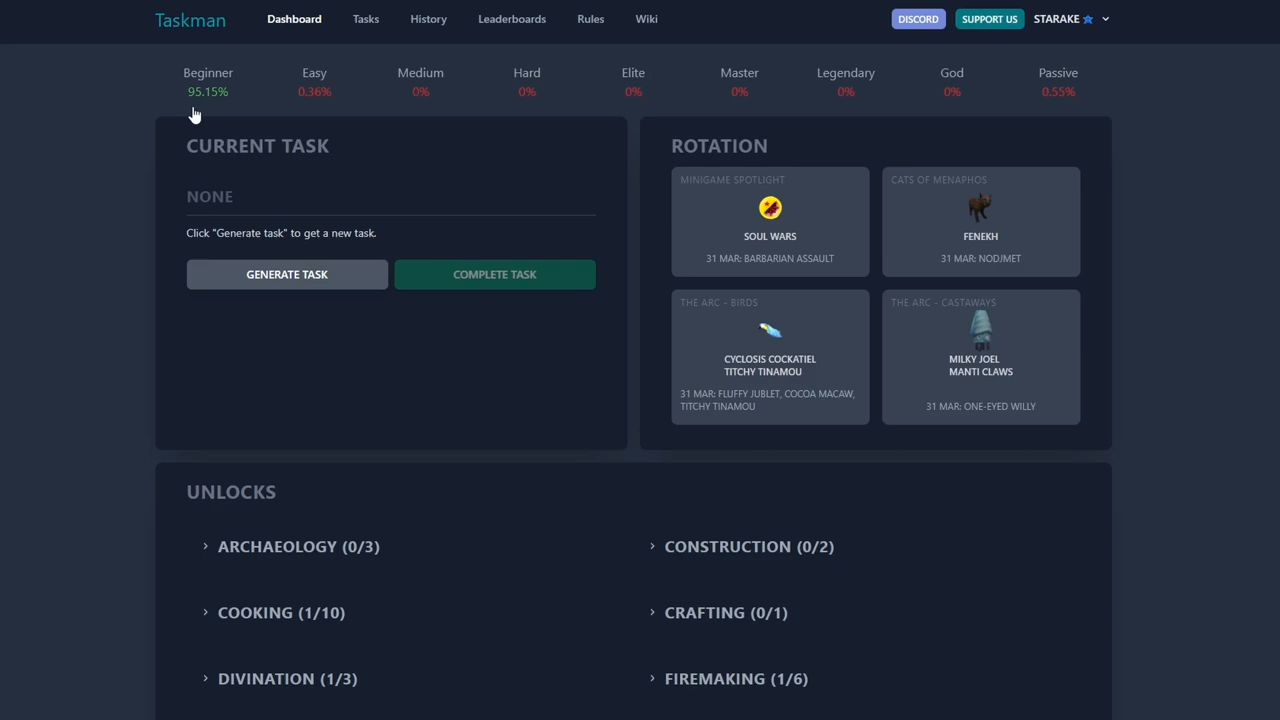 Taskman
Dashboard Tasks History Leaderboards Rules Wiki
DISCORD SUPPORT US STARAKE
Beginner Easy Medium Hard Elite Master Legendary God Passive
95.15% 0.36% 0% 0% 0% 0% 0% 0% 0.55%
CURRENT TASK
NONE
Click "Generate task" to get a new task.
GENERATE TASK COMPLETE TASK
ROTATION
MINIGAME SPOTLIGHT
SOUL WARS
31 MAR: BARBARIAN ASSAULT
CATS OF MENAPHOS
FENEKH
31 MAR: NODJMET
THE ARC - BIRDS
CYCLOSIS COCKATIEL
TITCHY TINAMOU
31 MAR: FLUFFY JUBLET, COCOA MACAW,
TITCHY TINAMOU
THE ARC - CASTAWAYS
MILKY JOEL
MANTI CLAWS
31 MAR: ONE-EYED WILLY
UNLOCKS
ARCHAEOLOGY (0/3) CONSTRUCTION (0/2)
COOKING (1/10) CRAFTING (0/1)
DIVINATION (1/3) FIREMAKING (1/6)